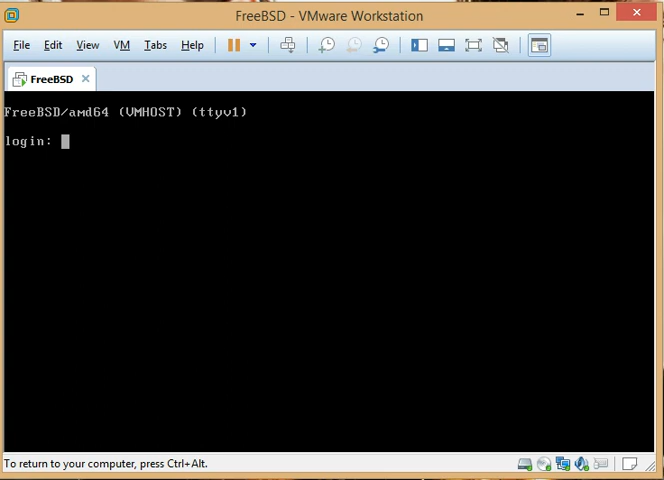 FreeBSD - VMware Workstation
File Edit View VM Tabs Help
FreeBSD
FreeBSD/amd64 (VMHOST) (ttyv1)
login:
To return to your computer, press Ctrl+Alt.